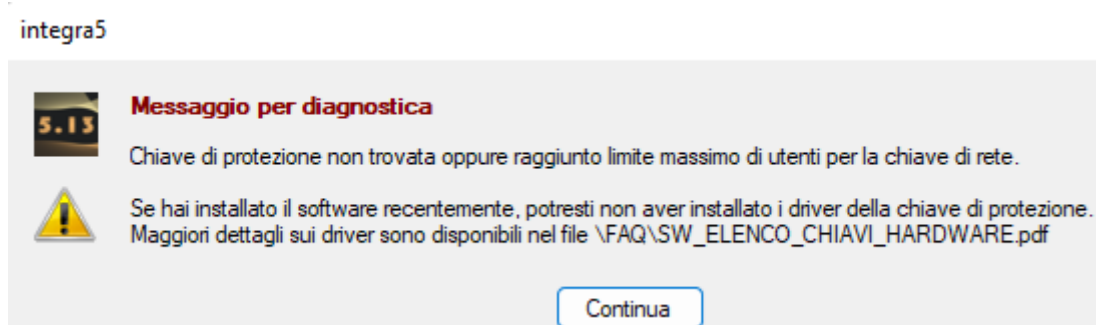 integra5
5.13
Messaggio per diagnostica
Chiave di protezione non trovata oppure raggiunto limite massimo di utenti per la chiave di rete.
Se hai installato il software recentemente, potresti non aver installato i driver della chiave di protezione.
Maggiori dettagli sui driver sono disponibili nel file \FAQ\SW_ELENCO_CHIAVI_HARDWARE.pdf
Continua